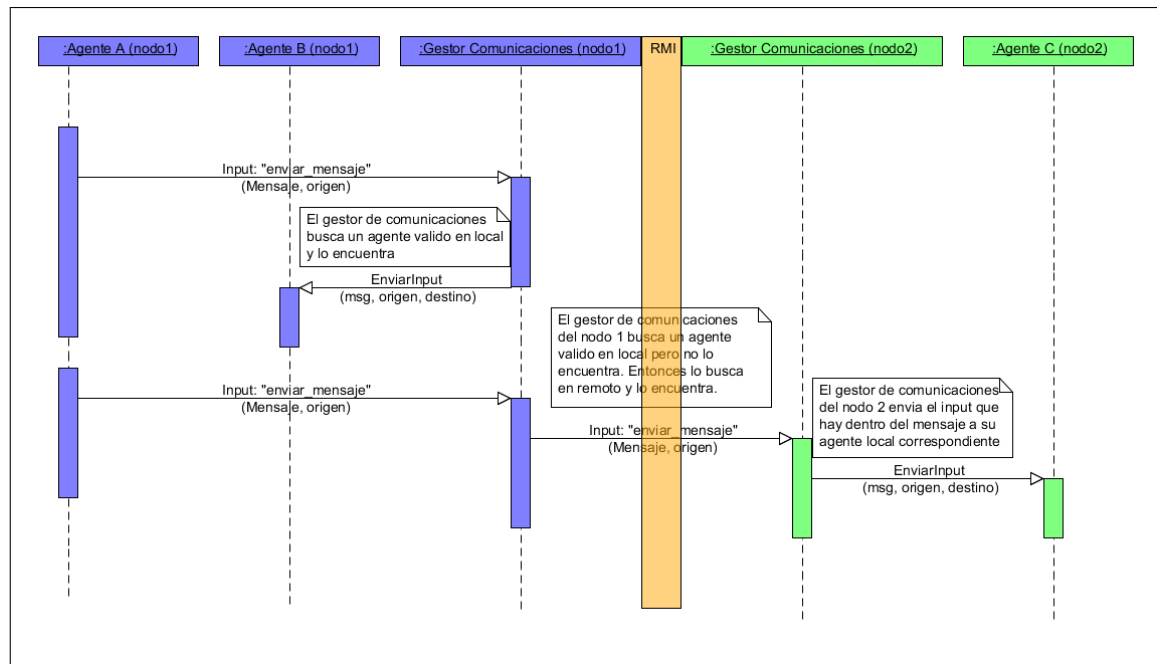 :Agente A (nodo1)
:Agente B (nodo1)
:Gestor Comunicaciones (nodo1)
RMI
:Gestor Comunicaciones (nodo2)
:Agente C (nodo2)
Input: "enviar_mensaje"
(Mensaje, origen)
El gestor de comunicaciones
busca un agente valido en local
y lo encuentra
EnviarInput
(msg, origen, destino)
El gestor de comunicaciones
del nodo 1 busca un agente
valido en local pero no lo
encuentra. Entonces lo busca
en remoto y lo encuentra.
Input: "enviar_mensaje"
(Mensaje, origen)
El gestor de comunicaciones
del nodo 2 envia el input que
hay dentro del mensaje a su
agente local correspondiente
Input: "enviar_mensaje"
(Mensaje, origen)
EnviarInput
(msg, origen, destino)